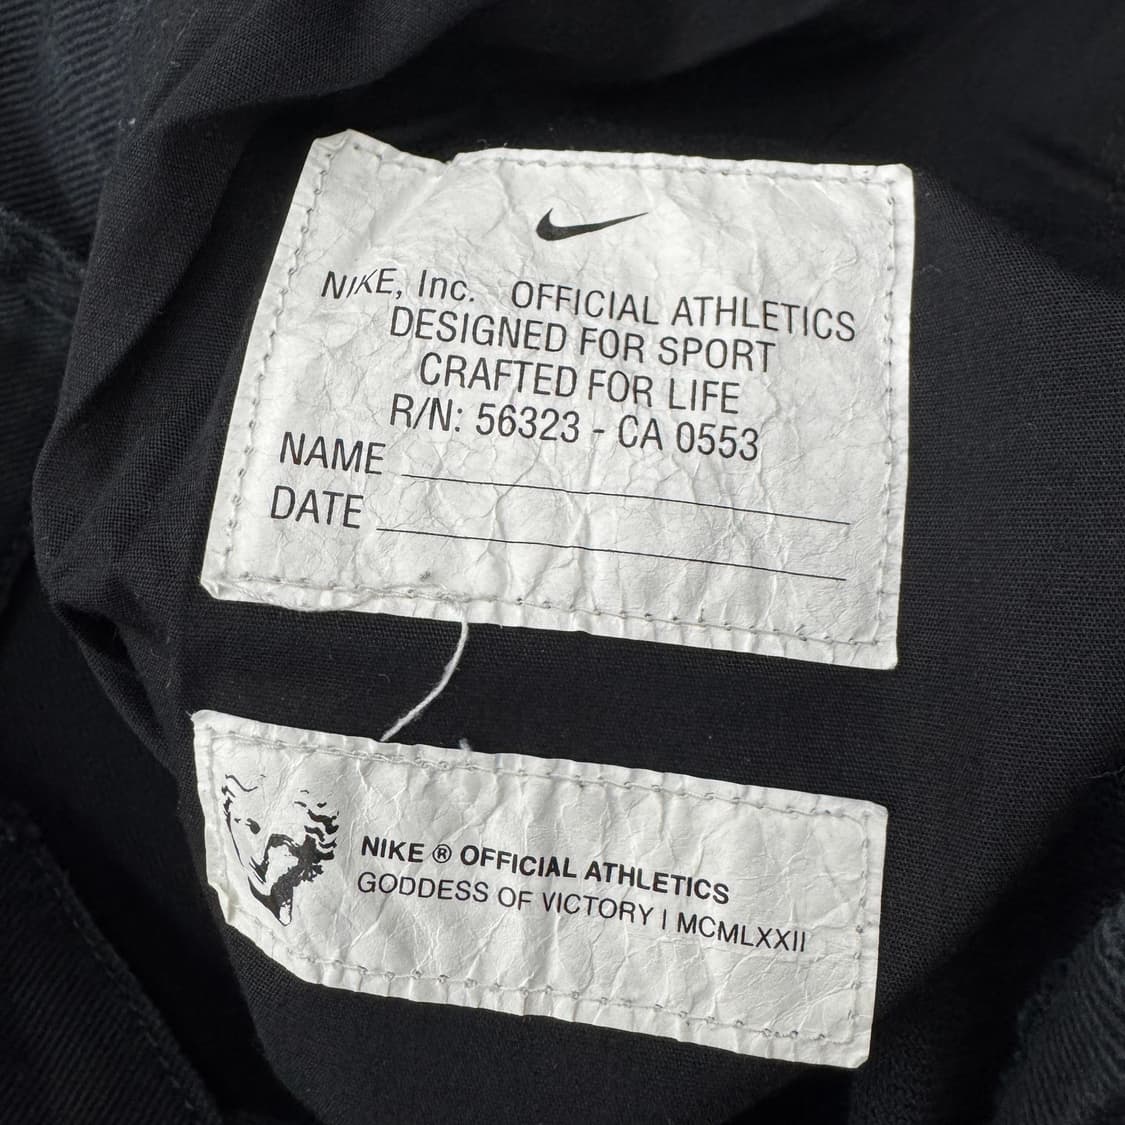 NIKE, Inc. OFFICIAL ATHLETICS
DESIGNED FOR SPORT
CRAFTED FOR LIFE
R/N: 56323 - CA 0553
NAME
DATE
NIKE ® OFFICIAL ATHLETICS
GODDESS OF VICTORY | MCMLXXII